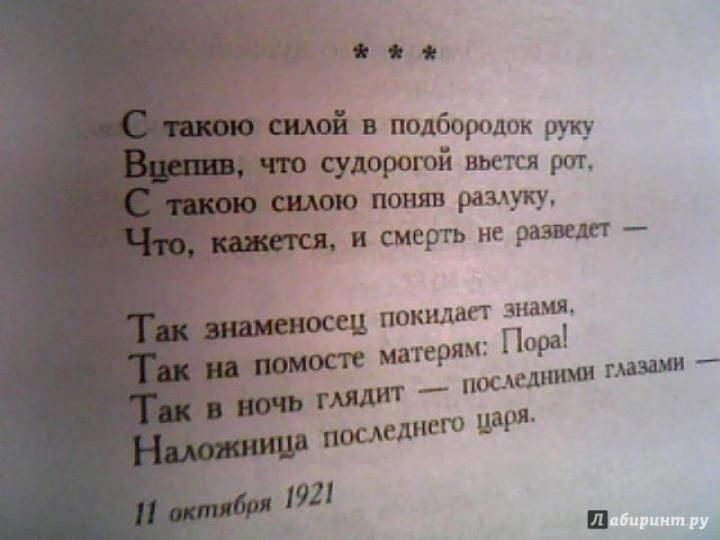 * * *
С такою силой в подбородок руку
Вцепив, что судорогой вьется рот,
С такою силою поняв разлуку,
Что, кажется, и смерть не разведет —
Так знаменосец покидает знамя,
Так на помосте матерям: Пора!
Так в ночь глядит — последними глазами —
Наложница последнего царя.
11 октября 1921
Лабиринт.ру